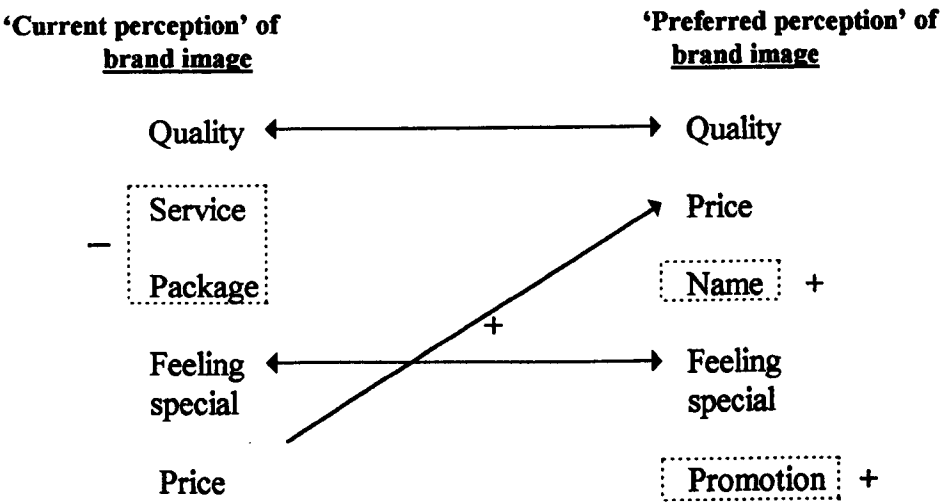 ‘Current perception’ of
brand image
‘Preferred perception’ of
brand image
Quality
Quality
Service
Price
–
Package
Name +
+
Feeling
special
Feeling
special
Price
Promotion +